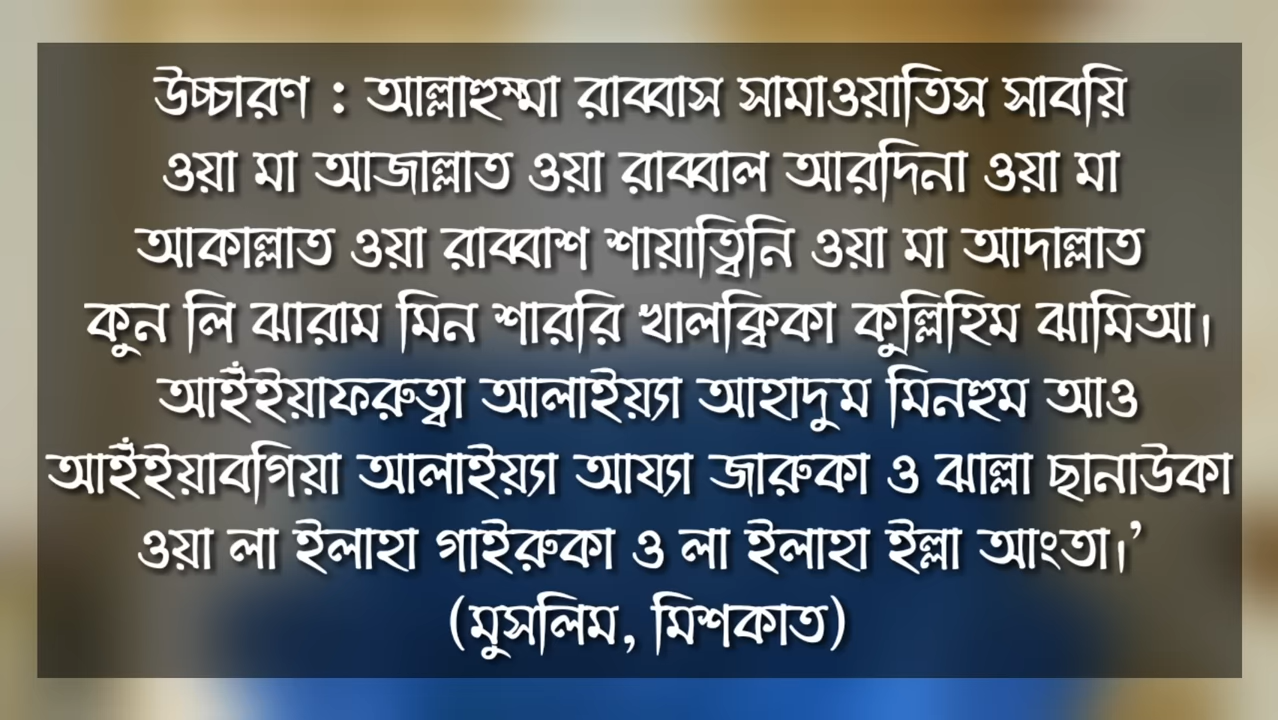 উচ্চারণ : আল্লাহুম্মা রাব্বাস সামাওয়াতিস সাবয়ি
ওয়া মা আজাল্লাত ওয়া রাব্বাল আরদিনা ওয়া মা
আকাল্লাত ওয়া রাব্বাশ শায়াত্বিনি ওয়া মা আদাল্লাত
কুন লি ঝারাম মিন শাররি খালক্বিকা কুল্লিহিম ঝামিআ।
আইঁইয়াফরুত্বা আলাইয়্যা আহাদুম মিনহুম আও
আইঁইয়াবগিয়া আলাইয়্যা আয্যা জারুকা ও ঝাল্লা ছানাউকা
ওয়া লা ইলাহা গাইরুকা ও লা ইলাহা ইল্লা আংতা।’
(মুসলিম, মিশকাত)